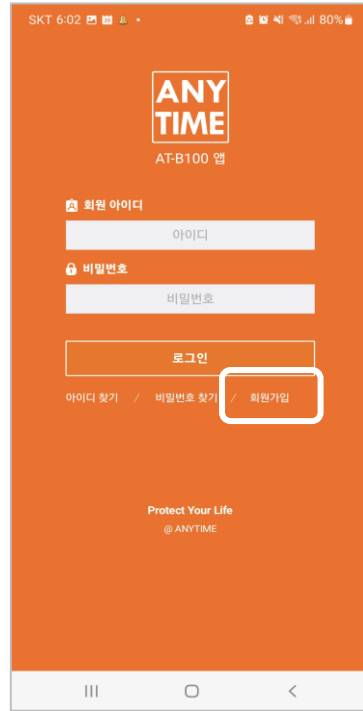 SKT 6:02 80%
ANY
TIME
AT-B100 앱
회원 아이디
아이디
비밀번호
비밀번호
로그인
아이디 찾기 / 비밀번호 찾기 / 회원가입
Protect Your Life
@ ANYTIME